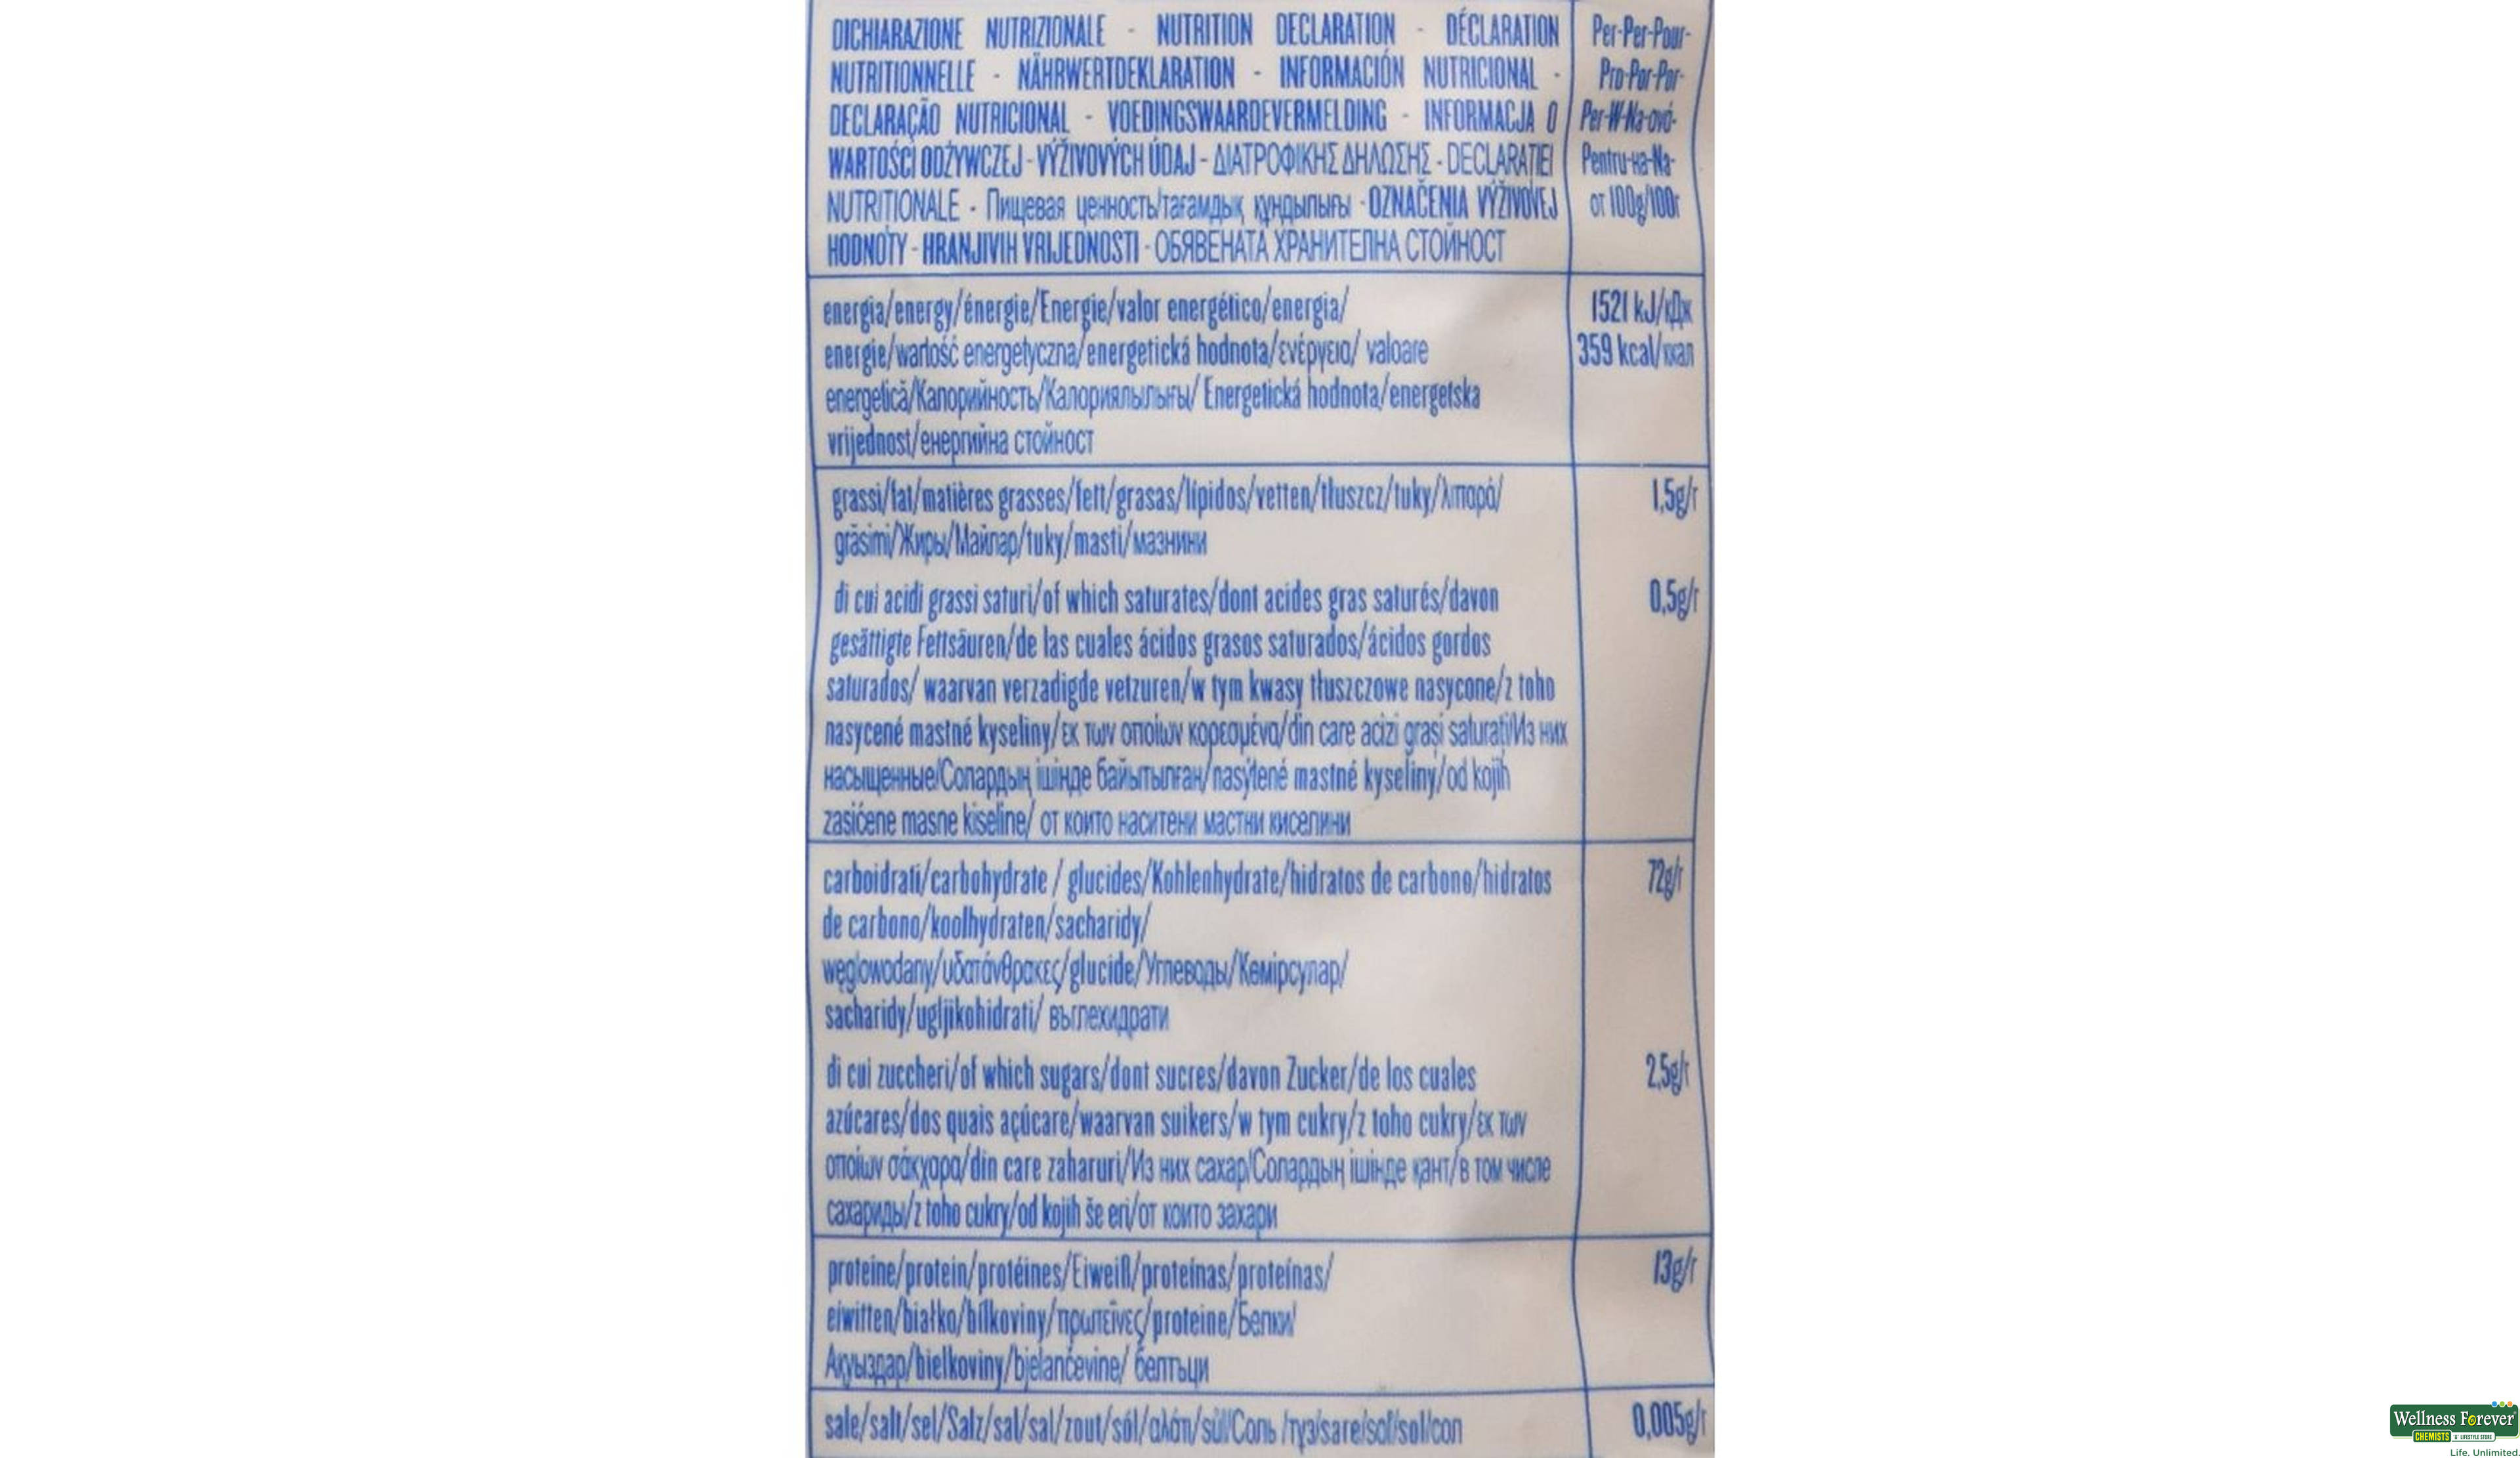 DICHIARAZIONE NUTRIZIONALE - NUTRITION DECLARATION - DÉCLARATION
NUTRITIONNELLE - NÄHRWERTDEKLARATION - INFORMACIÓN NUTRICIONAL -
DECLARAÇÃO NUTRICIONAL - VOEDINGSWAARDEVERMELDING - INFORMACJA O
WARTOŚCI ODŻYWCZEJ - VÝŽIVOVÝCH ÚDAJ - ΔΙΑΤΡΟΦΙΚΗΣ ΔΗΛΩΣΗΣ - DECLARAȚIEI
NUTRIȚIONALE - Пищевая ценность/тағамдық құндылығы - OZNAČENIA VÝŽIVOVEJ
HODNOTY - HRANJIVIH VRIJEDNOSTI - ОБЯВЕНАТА ХРАНИТЕЛНА СТОЙНОСТ
Per-Per-Pour-
Pro-Por-Por-
Per-W-Na-ανά-
Pentru-на-Na-
от 100g/100г
energia/energy/énergie/Energie/valor energético/energia/
energie/wartość energetyczna/energetická hodnota/ενέργεια/ valoare
energetică/Калорийность/Калориялылығы/ Energetická hodnota/energetska
vrijednost/енергийна стойност
1521 kJ/кДж
359 kcal/ккал
grassi/fat/matières grasses/fett/grasas/lípidos/vetten/tłuszcz/tuky/λιπαρά/
grăsimi/Жиры/Майлар/tuky/masti/мазнини
1,5g/г
di cui acidi grassi saturi/of which saturates/dont acides gras saturés/davon
gesättigte Fettsäuren/de las cuales ácidos grasos saturados/ácidos gordos
saturados/ waarvan verzadigde vetzuren/w tym kwasy tłuszczowe nasycone/z toho
nasycené mastné kyseliny/εκ των οποίων κορεσμένα/din care acizi grași saturați/Из них
насыщенные/Солардың ішінде байытылған/nasýtené mastné kyseliny/od kojih
zasićene masne kiseline/ от които наситени мастни киселини
0,5g/г
carboidrati/carbohydrate / glucides/Kohlenhydrate/hidratos de carbono/hidratos
de carbono/koolhydraten/sacharidy/
węglowodany/υδατάνθρακες/glucide/Углеводы/Көмірсулар/
sacharidy/ugljikohidrati/ въглехидрати
72g/г
di cui zuccheri/of which sugars/dont sucres/davon Zucker/de los cuales
azúcares/dos quais açúcare/waarvan suikers/w tym cukry/z toho cukry/εκ των
οποίων σάκχαρα/din care zaharuri/Из них сахар/Солардың ішінде қант/в том числе
сахариды/z toho cukry/od kojih še eri/от които захари
2,5g/г
proteine/protein/protéines/Eiweiß/proteínas/proteínas/
eiwitten/białko/bílkoviny/πρωτεΐνες/proteine/Белки/
Ақуыздар/bielkoviny/bjelančevine/ белтъци
13g/г
sale/salt/sel/Salz/sal/sal/zout/sól/αλάτι/sůl/Соль /тұз/sare/soľ/sol/сол
0,005g/г
Wellness Forever
CHEMISTS 'n' LIFESTYLE STORE
Life. Unlimited.